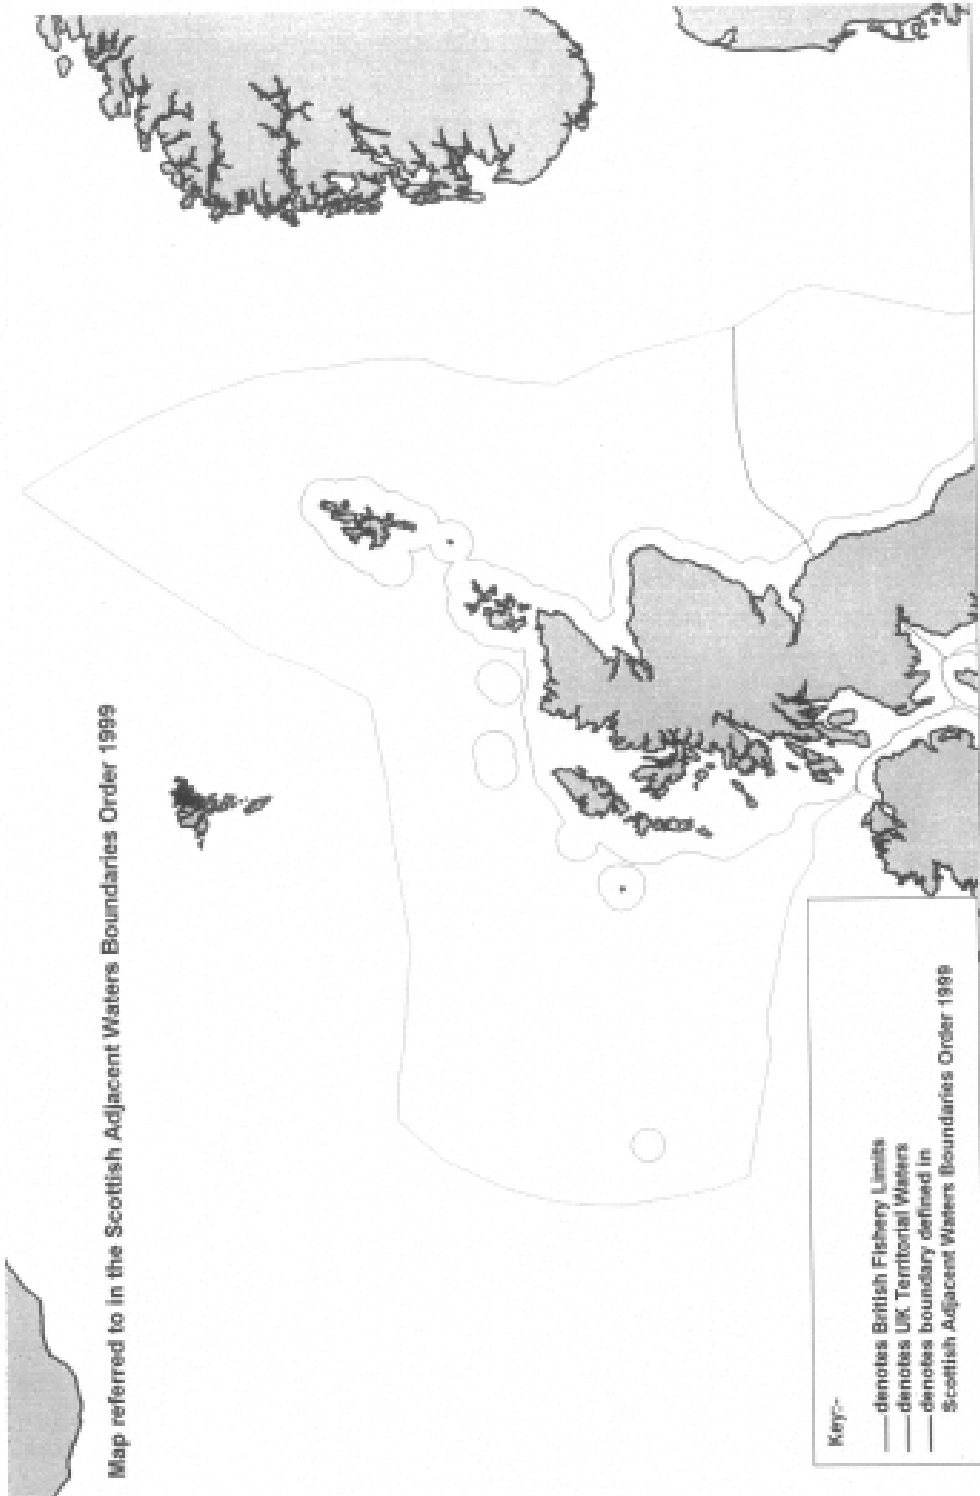 Map referred to in the Scottish Adjacent Waters Boundaries Order 1999
Key:-
denotes British Fishery Limits
denotes UK Territorial Waters
denotes boundary defined in
Scottish Adjacent Waters Boundaries Order 1999